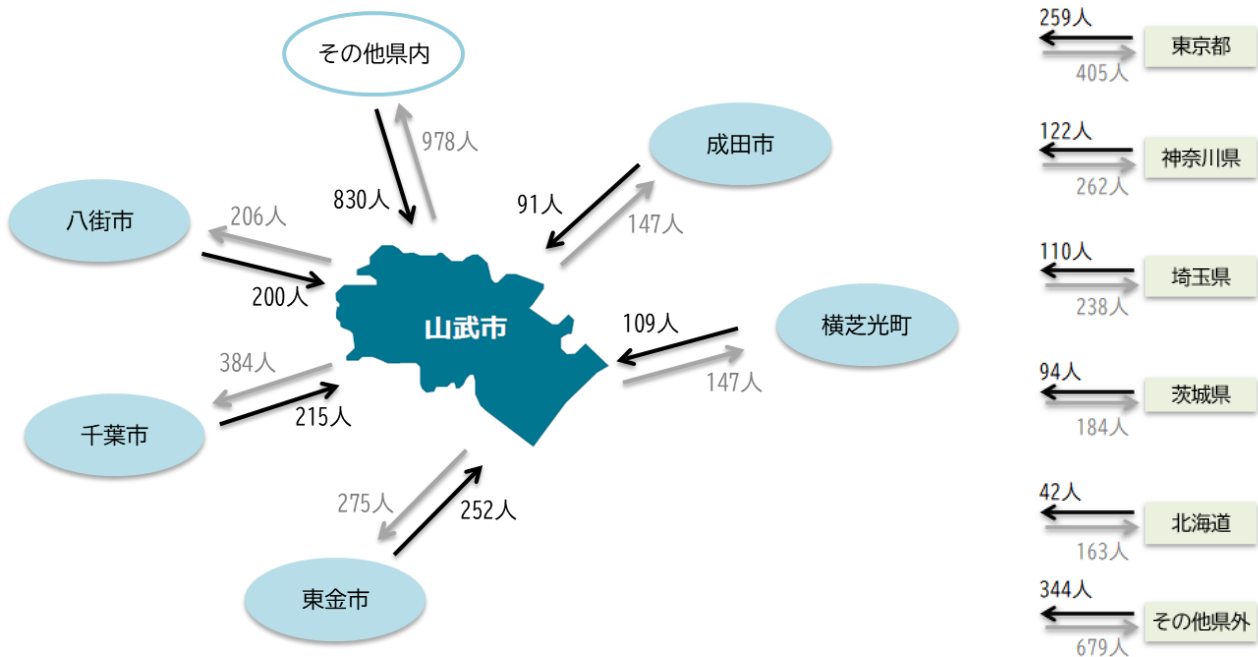 その他県内
978人
830人
成田市
91人
147人
八街市
206人
200人
山武市
109人
147人
横芝光町
384人
215人
千葉市
275人
252人
東金市
259人
東京都
405人
122人
神奈川県
262人
110人
埼玉県
238人
94人
茨城県
184人
42人
北海道
163人
344人
その他県外
679人